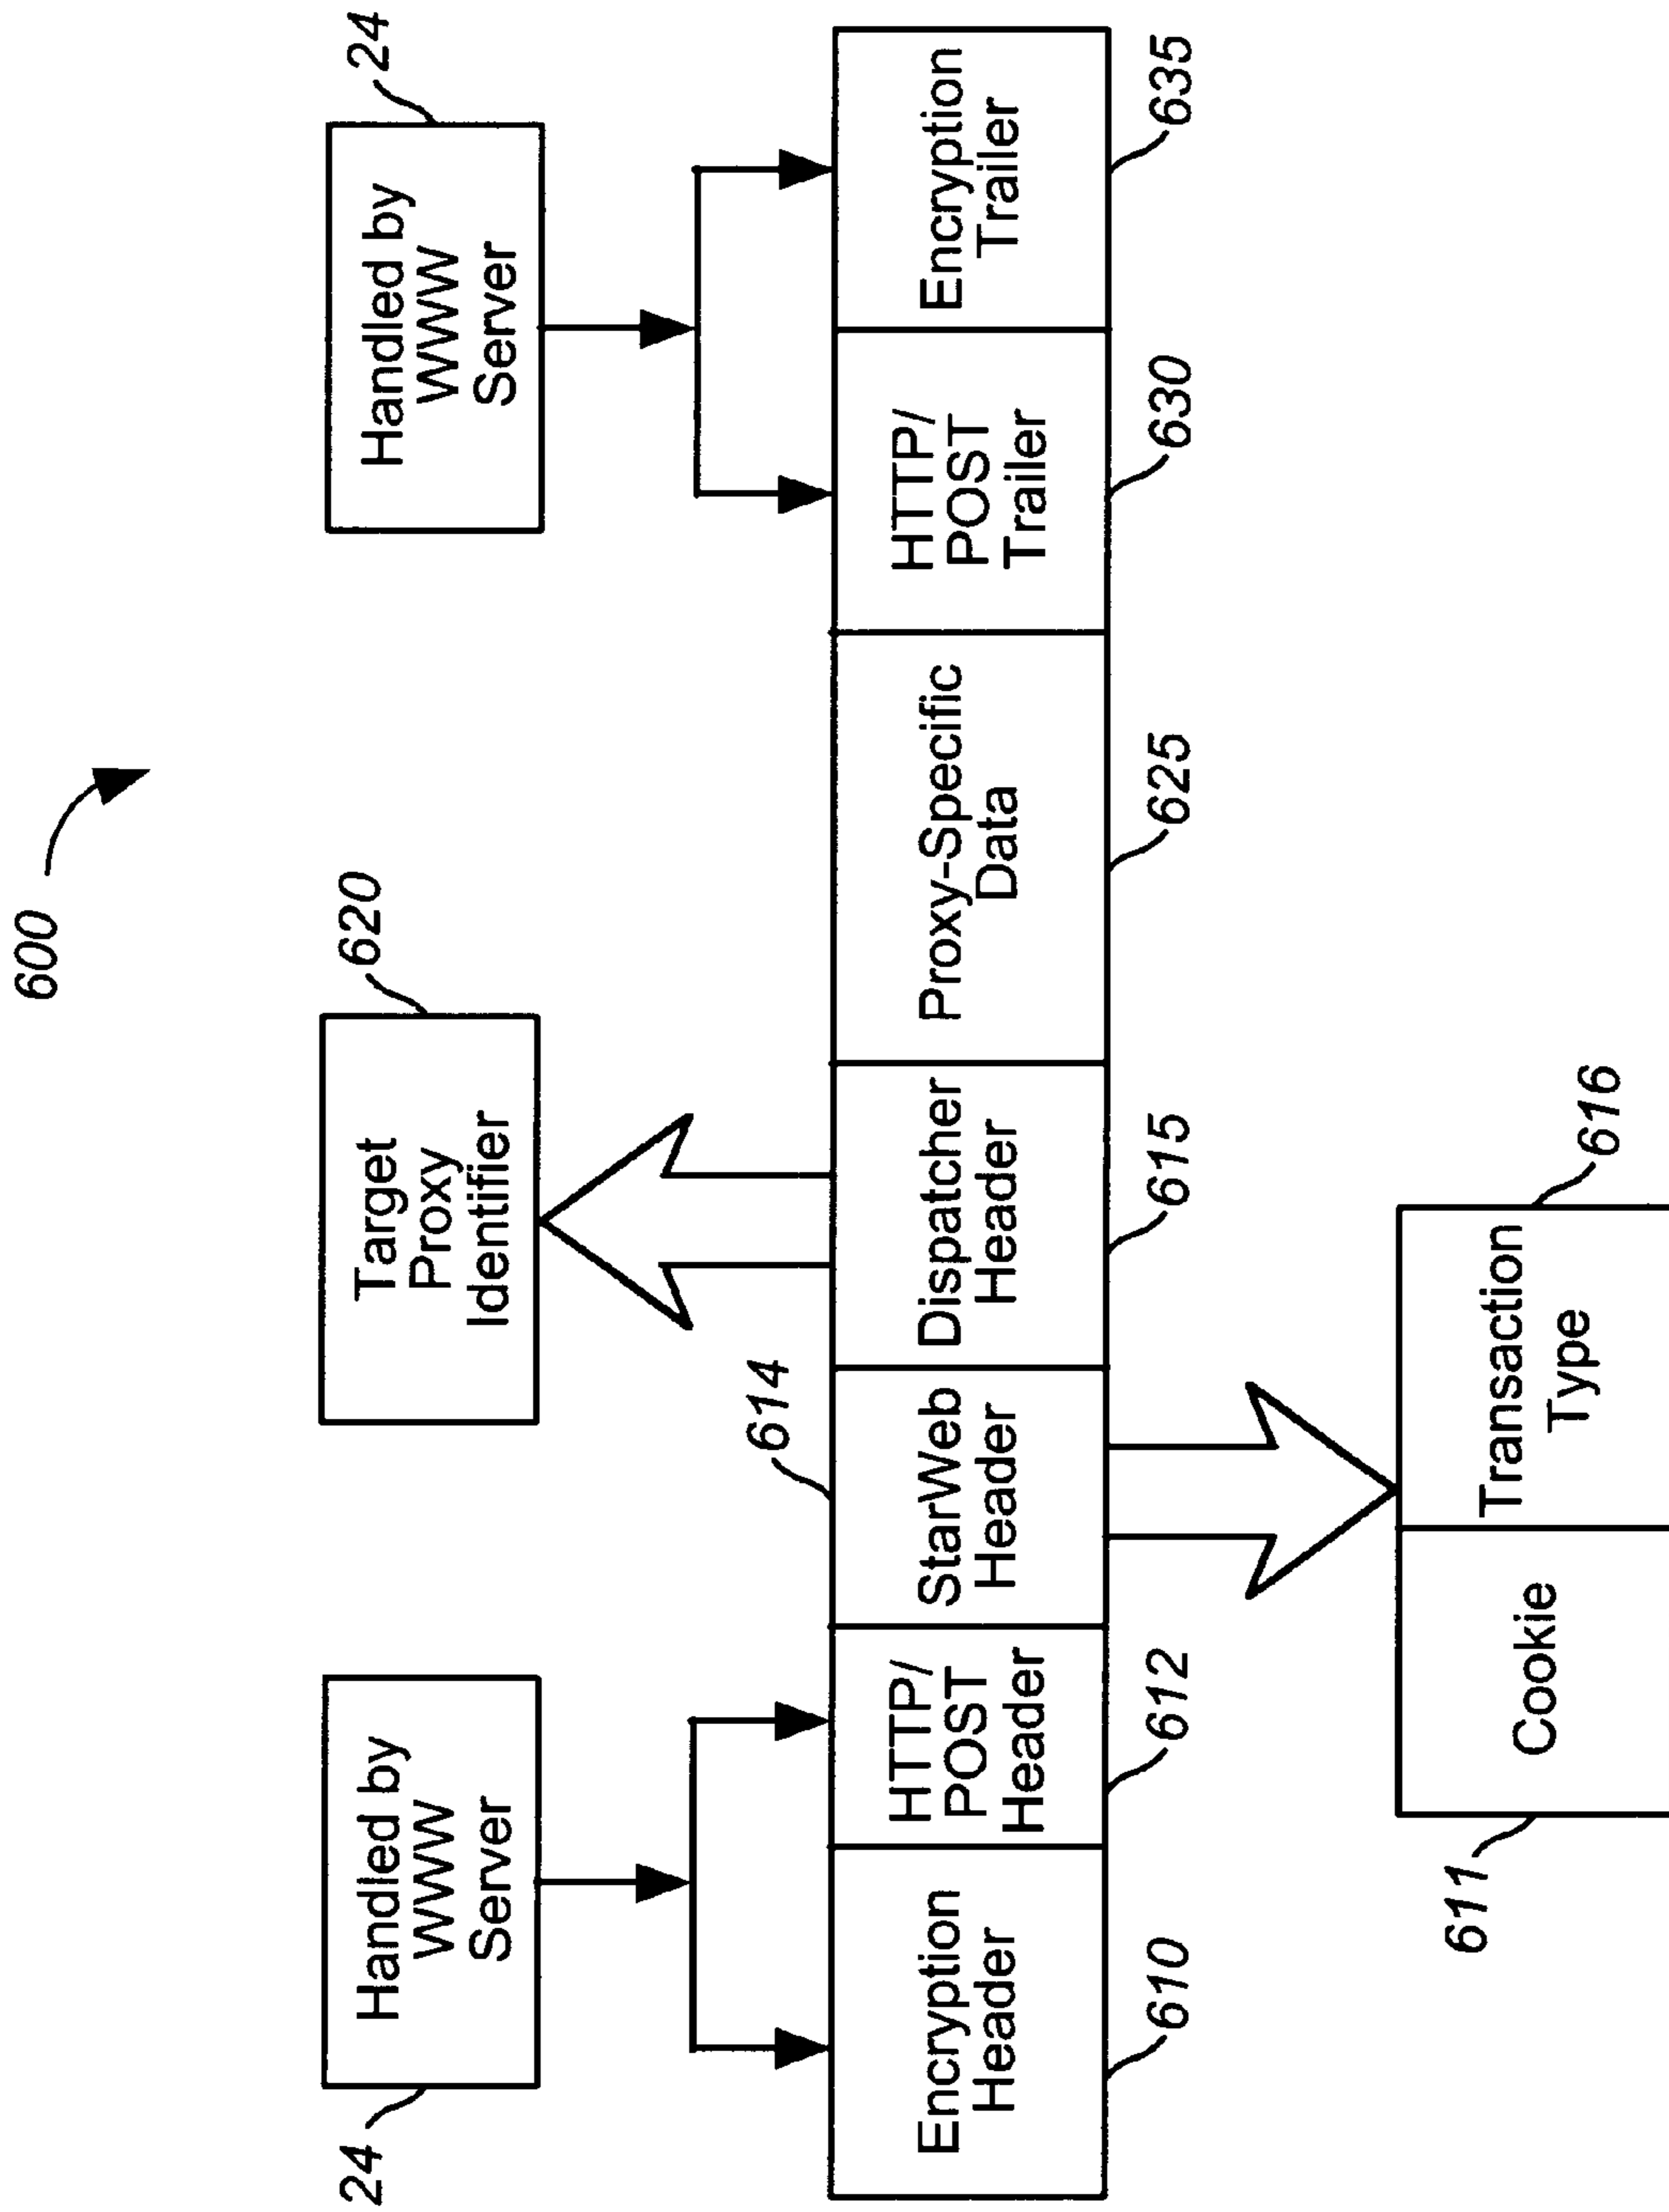 600
24
Handled by
WWW
Server
620
Target
Proxy
Identifier
Handled by
WWW
Server
24
614
Encryption
Header
HTTP/
POST
Header
StarWeb
Header
Dispatcher
Header
Proxy-Specific
Data
HTTP/
POST
Trailer
Encryption
Trailer
610
612
615
625
630
635
611
Cookie
Transaction
Type
616